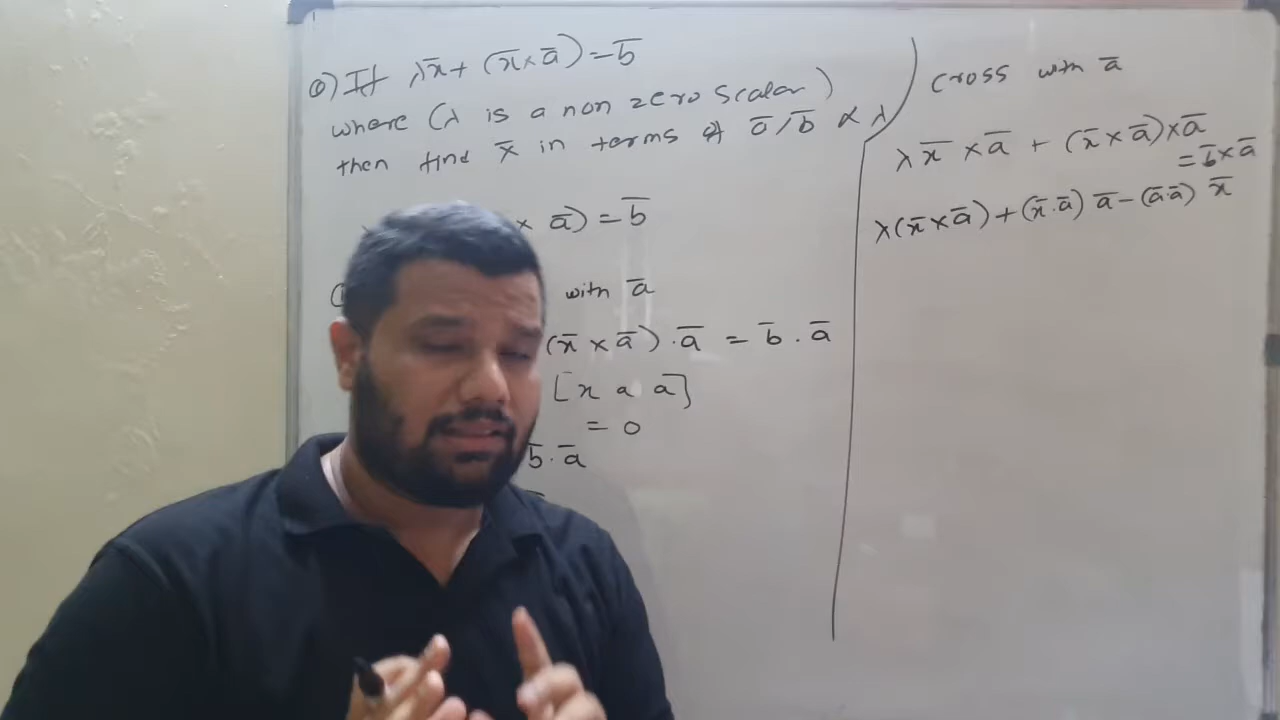 Q) If λx̄ + (x̄ × ā) = b̄
where (λ is a non zero scalar)
then find x̄ in terms of ā/b̄ & λ
× ā) = b̄
with ā
(x̄ × ā) . ā = b̄ . ā
[x a a]
= 0
b̄ . ā
cross with ā
λ x̄ × ā + (x̄ × ā) × ā
= b̄ × ā
λ(x̄ × ā) + (x̄ . ā) ā − (ā.ā) x̄